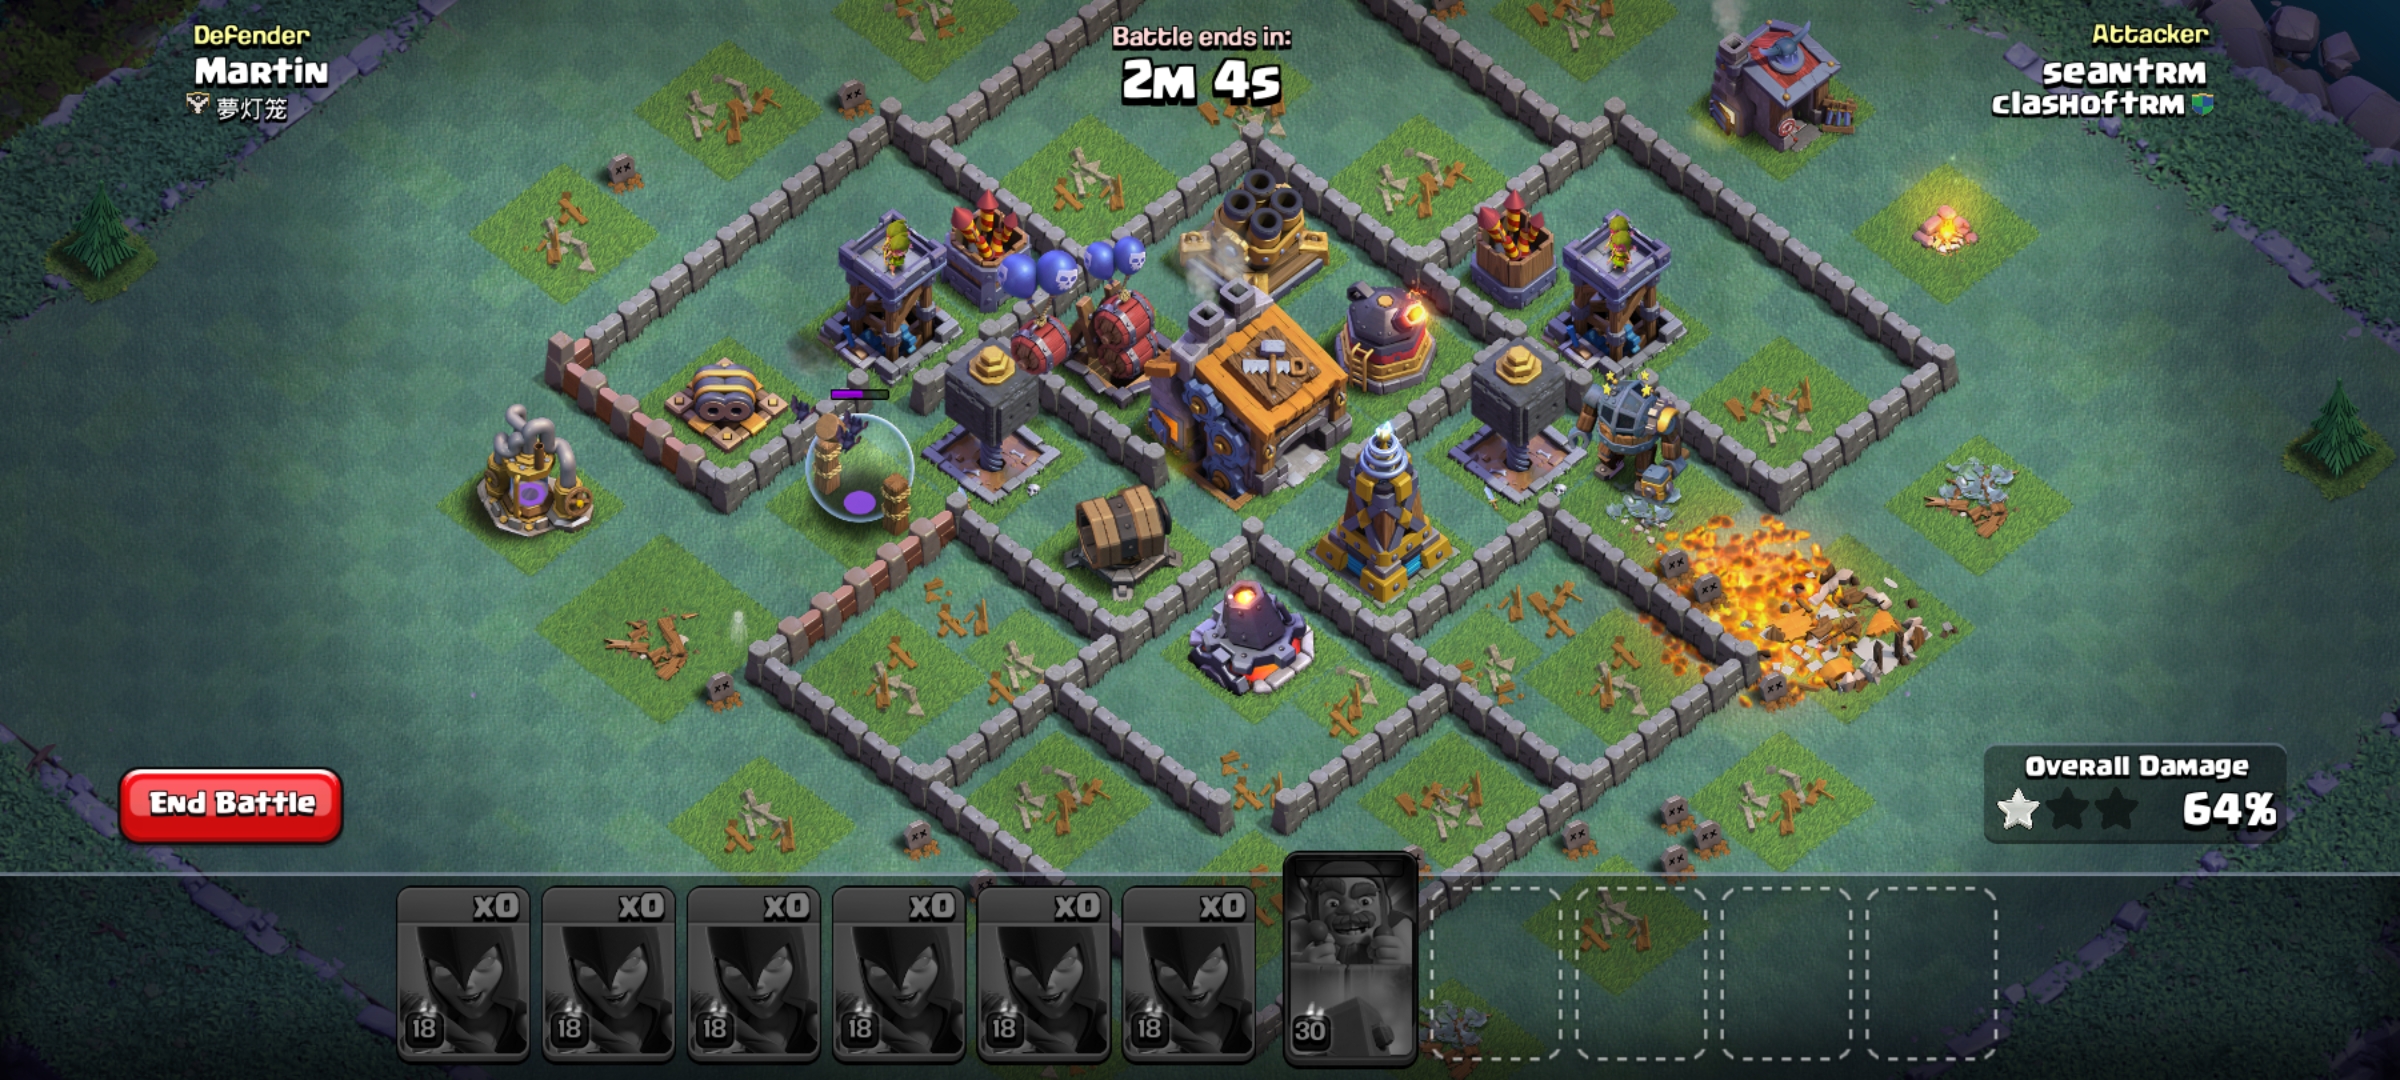 Defender
Martin
夢灯笼
Battle ends in:
2M 4s
Attacker
seantRM
clashoftRM
End Battle
Overall Damage
64%
x0 x0 x0 x0 x0 x0
18 18 18 18 18 18 30